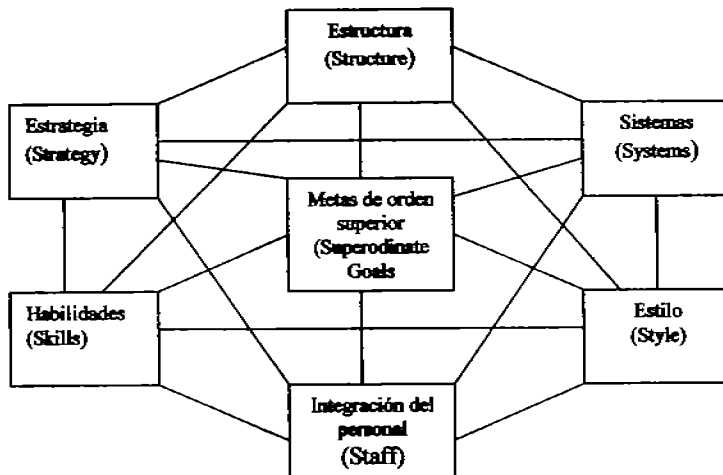 Estructura
(Structure)
Estrategia
(Strategy)
Sistemas
(Systems)
Metas de orden
superior
(Superodinate
Goals
Habilidades
(Skills)
Estilo
(Style)
Integración del
personal
(Staff)